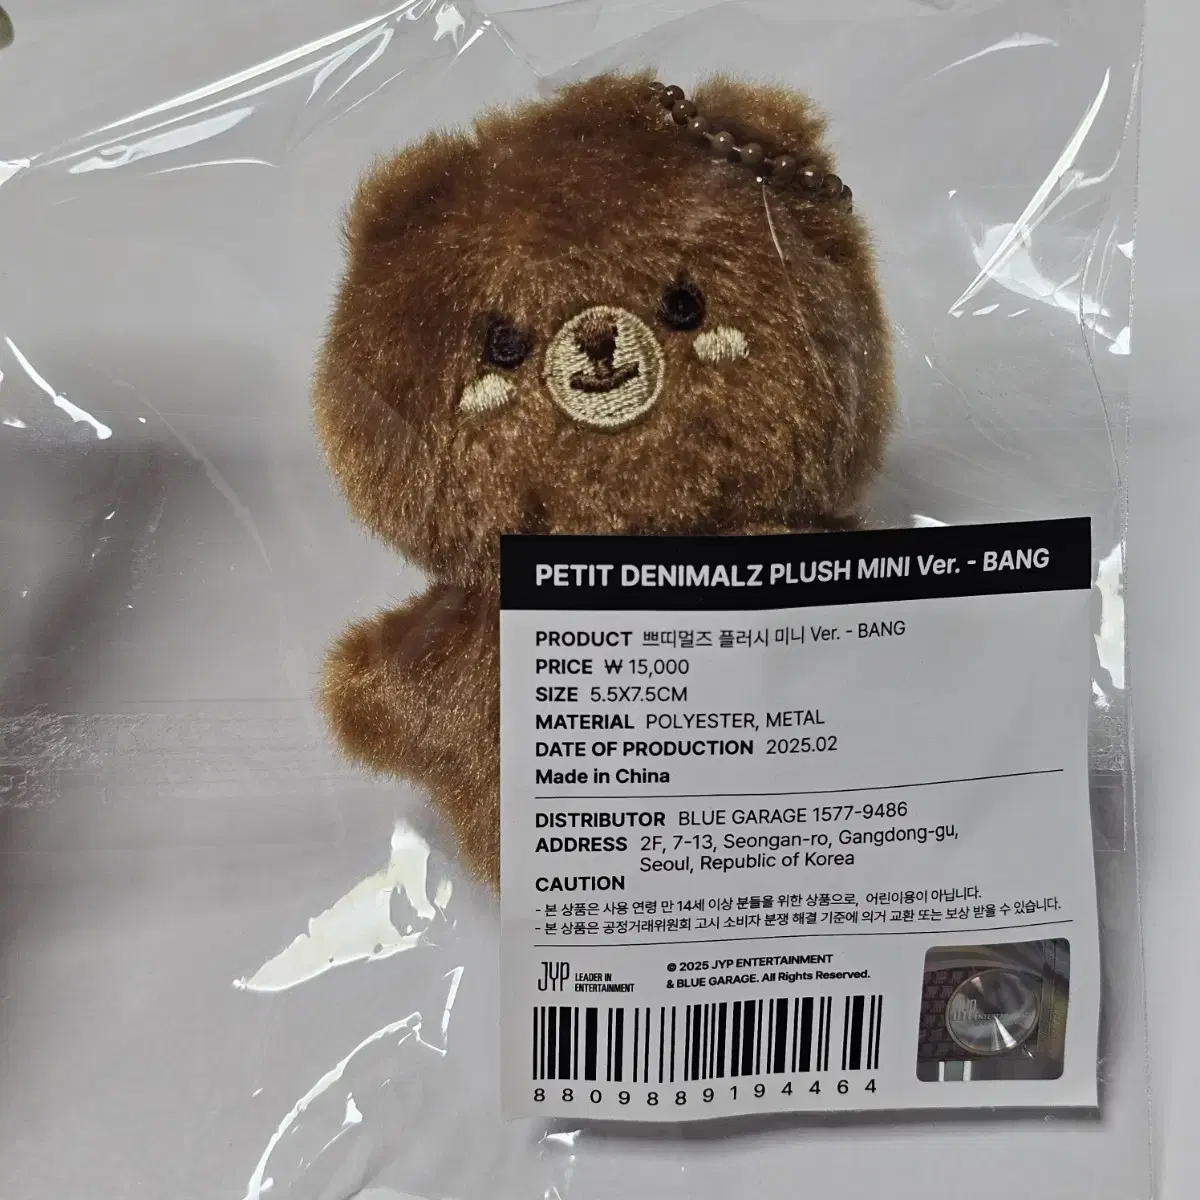 PETIT DENIMALZ PLUSH MINI Ver. - BANG
PRODUCT 쁘띠멀즈 플러시 미니 Ver. - BANG
PRICE ₩ 15,000
SIZE 5.5X7.5CM
MATERIAL POLYESTER, METAL
DATE OF PRODUCTION 2025.02
Made in China
DISTRIBUTOR BLUE GARAGE 1577-9486
ADDRESS 2F, 7-13, Seongan-ro, Gangdong-gu,
Seoul, Republic of Korea
CAUTION
- 본 상품은 사용 연령 만 14세 이상 분들을 위한 상품으로, 어린이용이 아닙니다.
- 본 상품은 공정거래위원회 고시 소비자 분쟁 해결 기준에 의거 교환 또는 보상 받을 수 있습니다.
JYP LEADER IN
ENTERTAINMENT
© 2025 JYP ENTERTAINMENT
& BLUE GARAGE. All Rights Reserved.
8809889194464
JYP ENTERTAINMENT